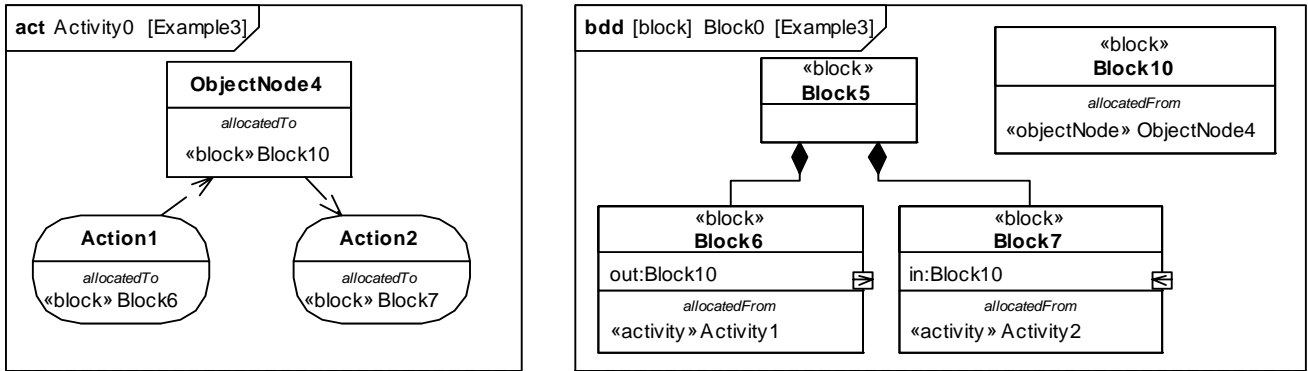 act Activity0 [Example3]
ObjectNode4
allocatedTo
«block» Block10
Action1
allocatedTo
«block» Block6
Action2
allocatedTo
«block» Block7
bdd [block] Block0 [Example3]
«block»
Block5
«block»
Block10
allocatedFrom
«objectNode» ObjectNode4
«block»
Block6
out:Block10
allocatedFrom
«activity» Activity1
«block»
Block7
in:Block10
allocatedFrom
«activity» Activity2